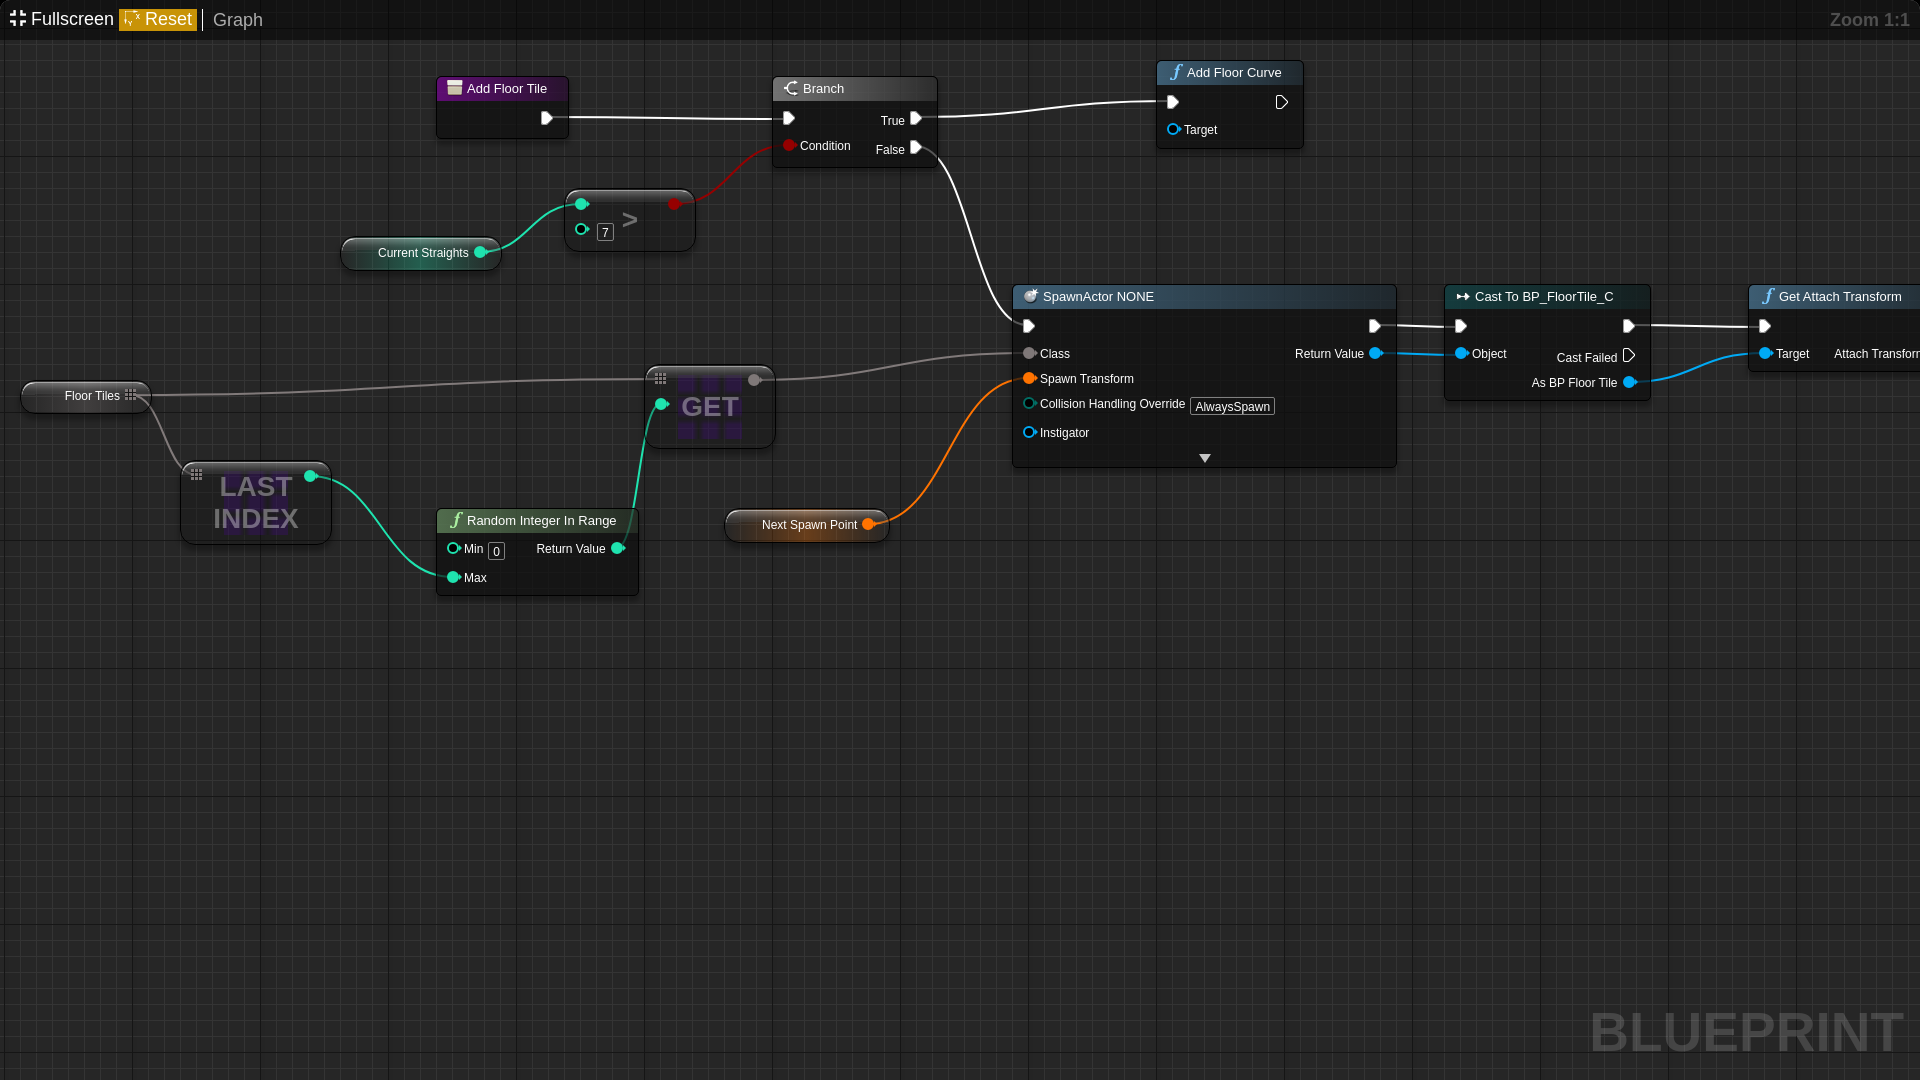 Fullscreen Reset Graph
Zoom 1:1
Add Floor Tile
Branch
True
Condition
False
Add Floor Curve
Target
>
7
Current Straights
SpawnActor NONE
Class
Return Value
Spawn Transform
Collision Handling Override AlwaysSpawn
Instigator
Cast To BP_FloorTile_C
Object
Cast Failed
As BP Floor Tile
Get Attach Transform
Target
Attach Transfor
Floor Tiles
GET
LAST
INDEX
Random Integer In Range
Min 0
Return Value
Max
Next Spawn Point
BLUEPRINT